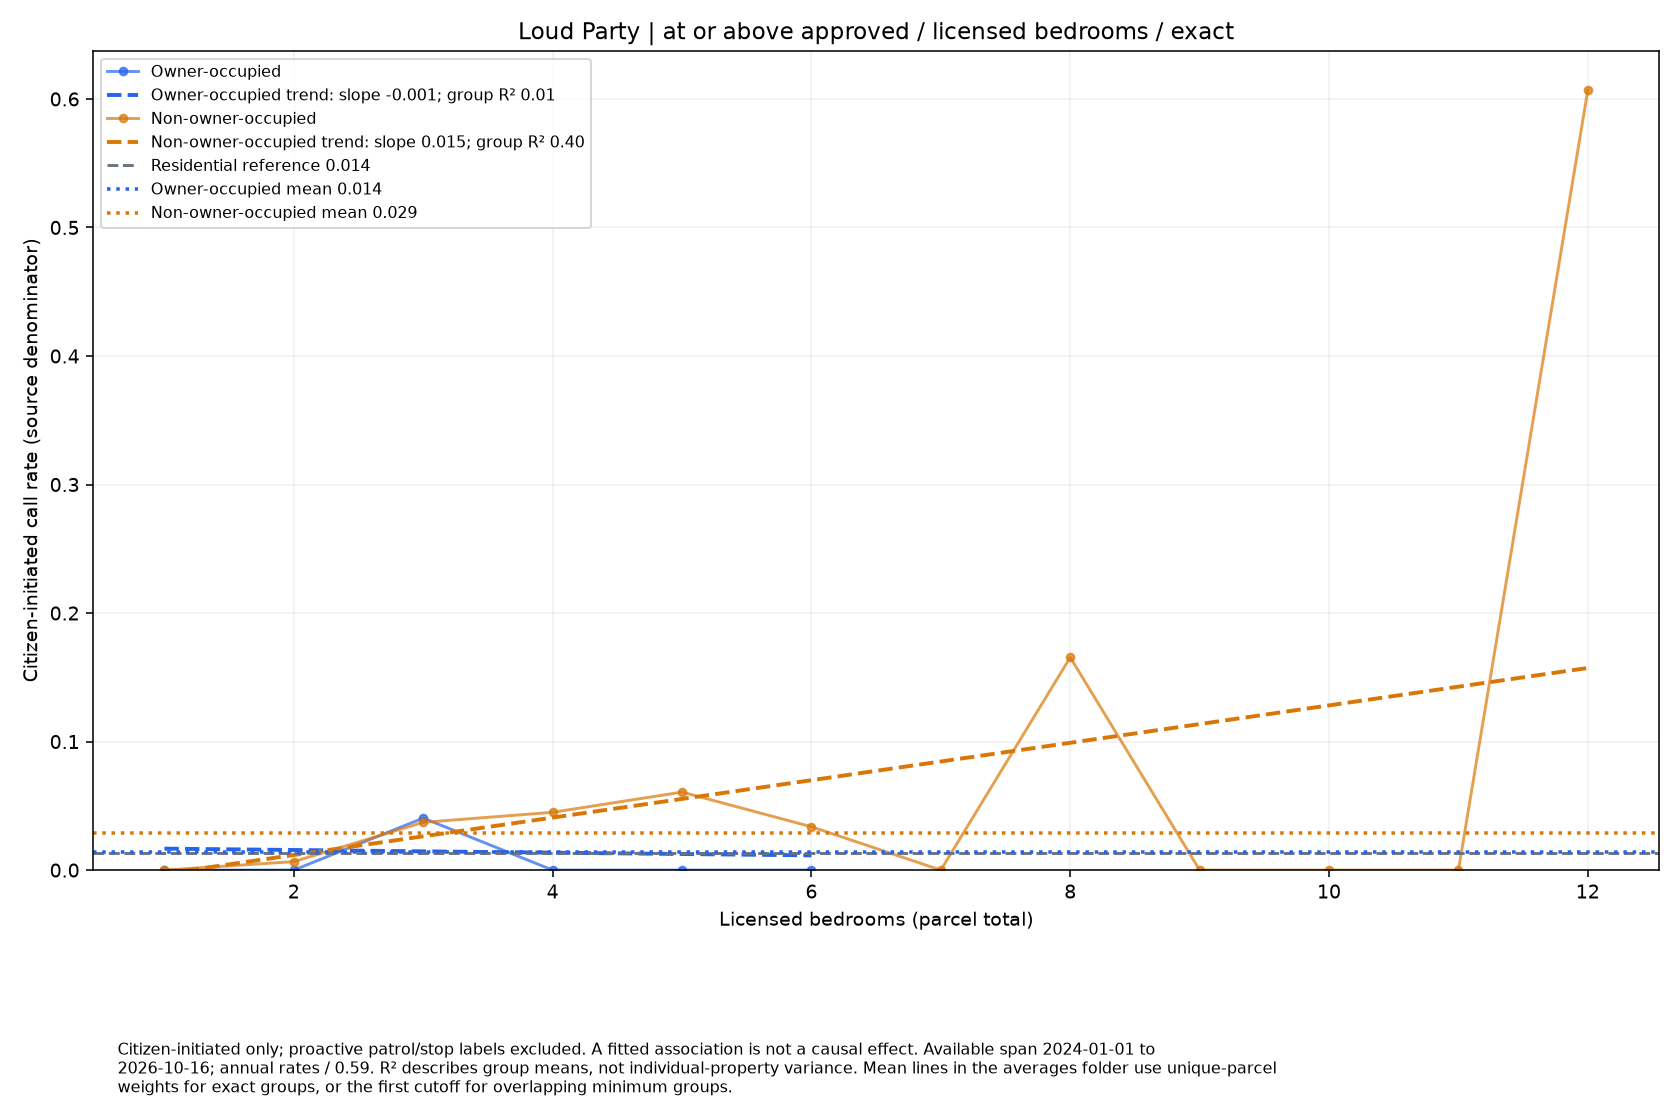 Loud Party | at or above approved / licensed bedrooms / exact
Owner-occupied
Owner-occupied trend: slope -0.001; group R² 0.01
Non-owner-occupied
Non-owner-occupied trend: slope 0.015; group R² 0.40
Residential reference 0.014
Owner-occupied mean 0.014
Non-owner-occupied mean 0.029
Citizen-initiated call rate (source denominator)
0.6
0.5
0.4
0.3
0.2
0.1
0.0
2 4 6 8 10 12
Licensed bedrooms (parcel total)
Citizen-initiated only; proactive patrol/stop labels excluded. A fitted association is not a causal effect. Available span 2024-01-01 to
2026-10-16; annual rates / 0.59. R² describes group means, not individual-property variance. Mean lines in the averages folder use unique-parcel
weights for exact groups, or the first cutoff for overlapping minimum groups.